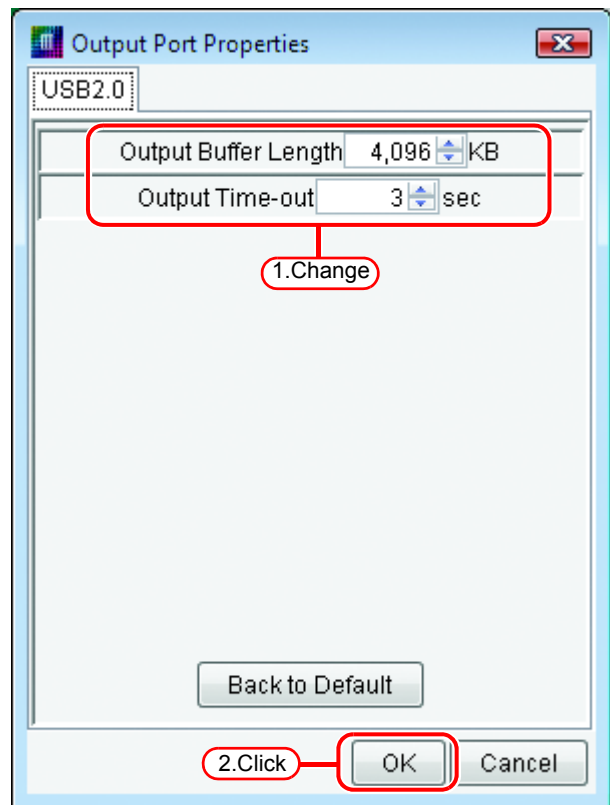 Output Port Properties
USB2.0
Output Buffer Length 4,096 KB
Output Time-out 3 sec
1.Change
Back to Default
2.Click OK Cancel